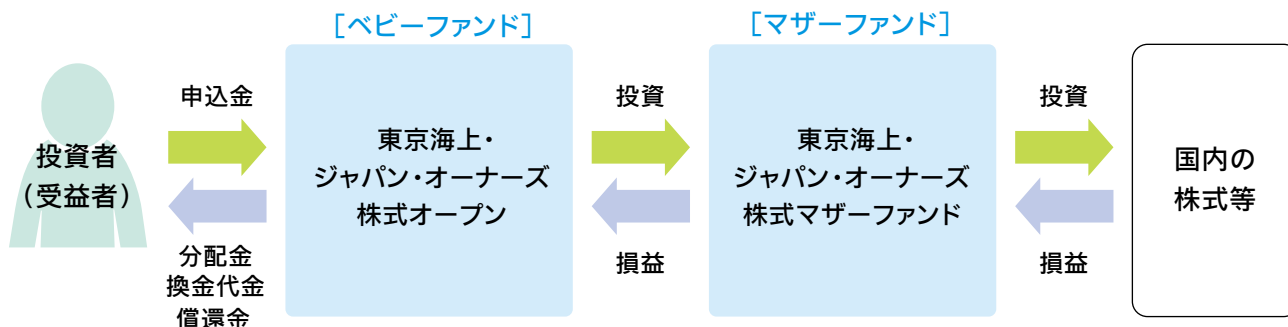 [ベビーファンド]
[マザーファンド]
投資者
(受益者)
申込金
分配金
換金代金
償還金
東京海上・
ジャパン・オーナーズ
株式オープン
投資
損益
東京海上・
ジャパン・オーナーズ
株式マザーファンド
投資
損益
国内の
株式等